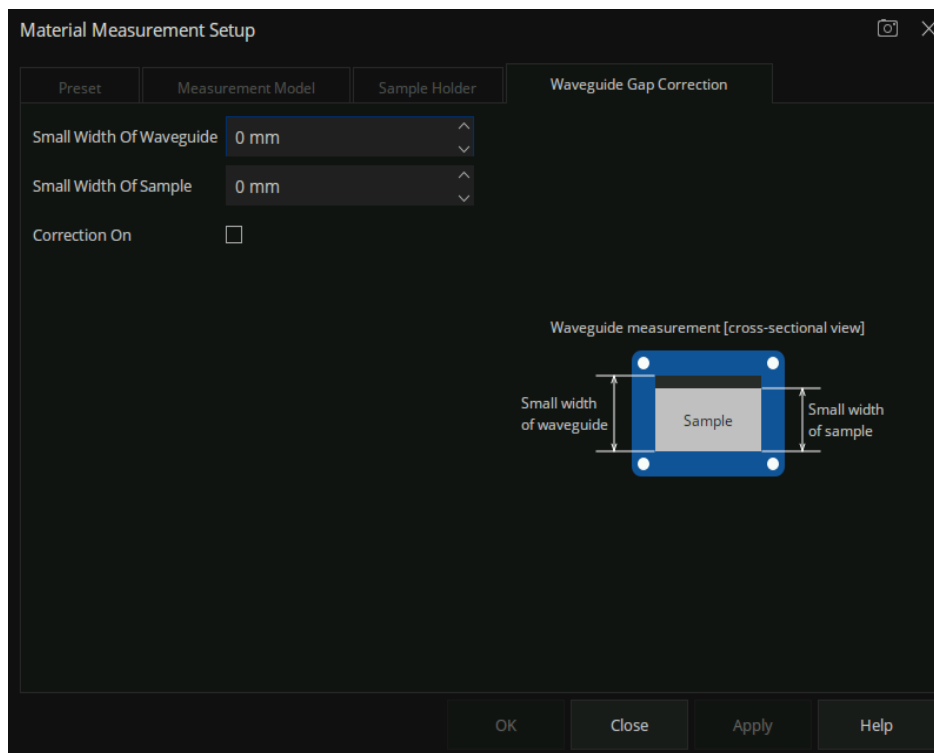 Material Measurement Setup
Preset
Measurement Model
Sample Holder
Waveguide Gap Correction
Small Width Of Waveguide
0 mm
Small Width Of Sample
0 mm
Correction On
Waveguide measurement [cross-sectional view]
Small width
of waveguide
Sample
Small width
of sample
OK
Close
Apply
Help